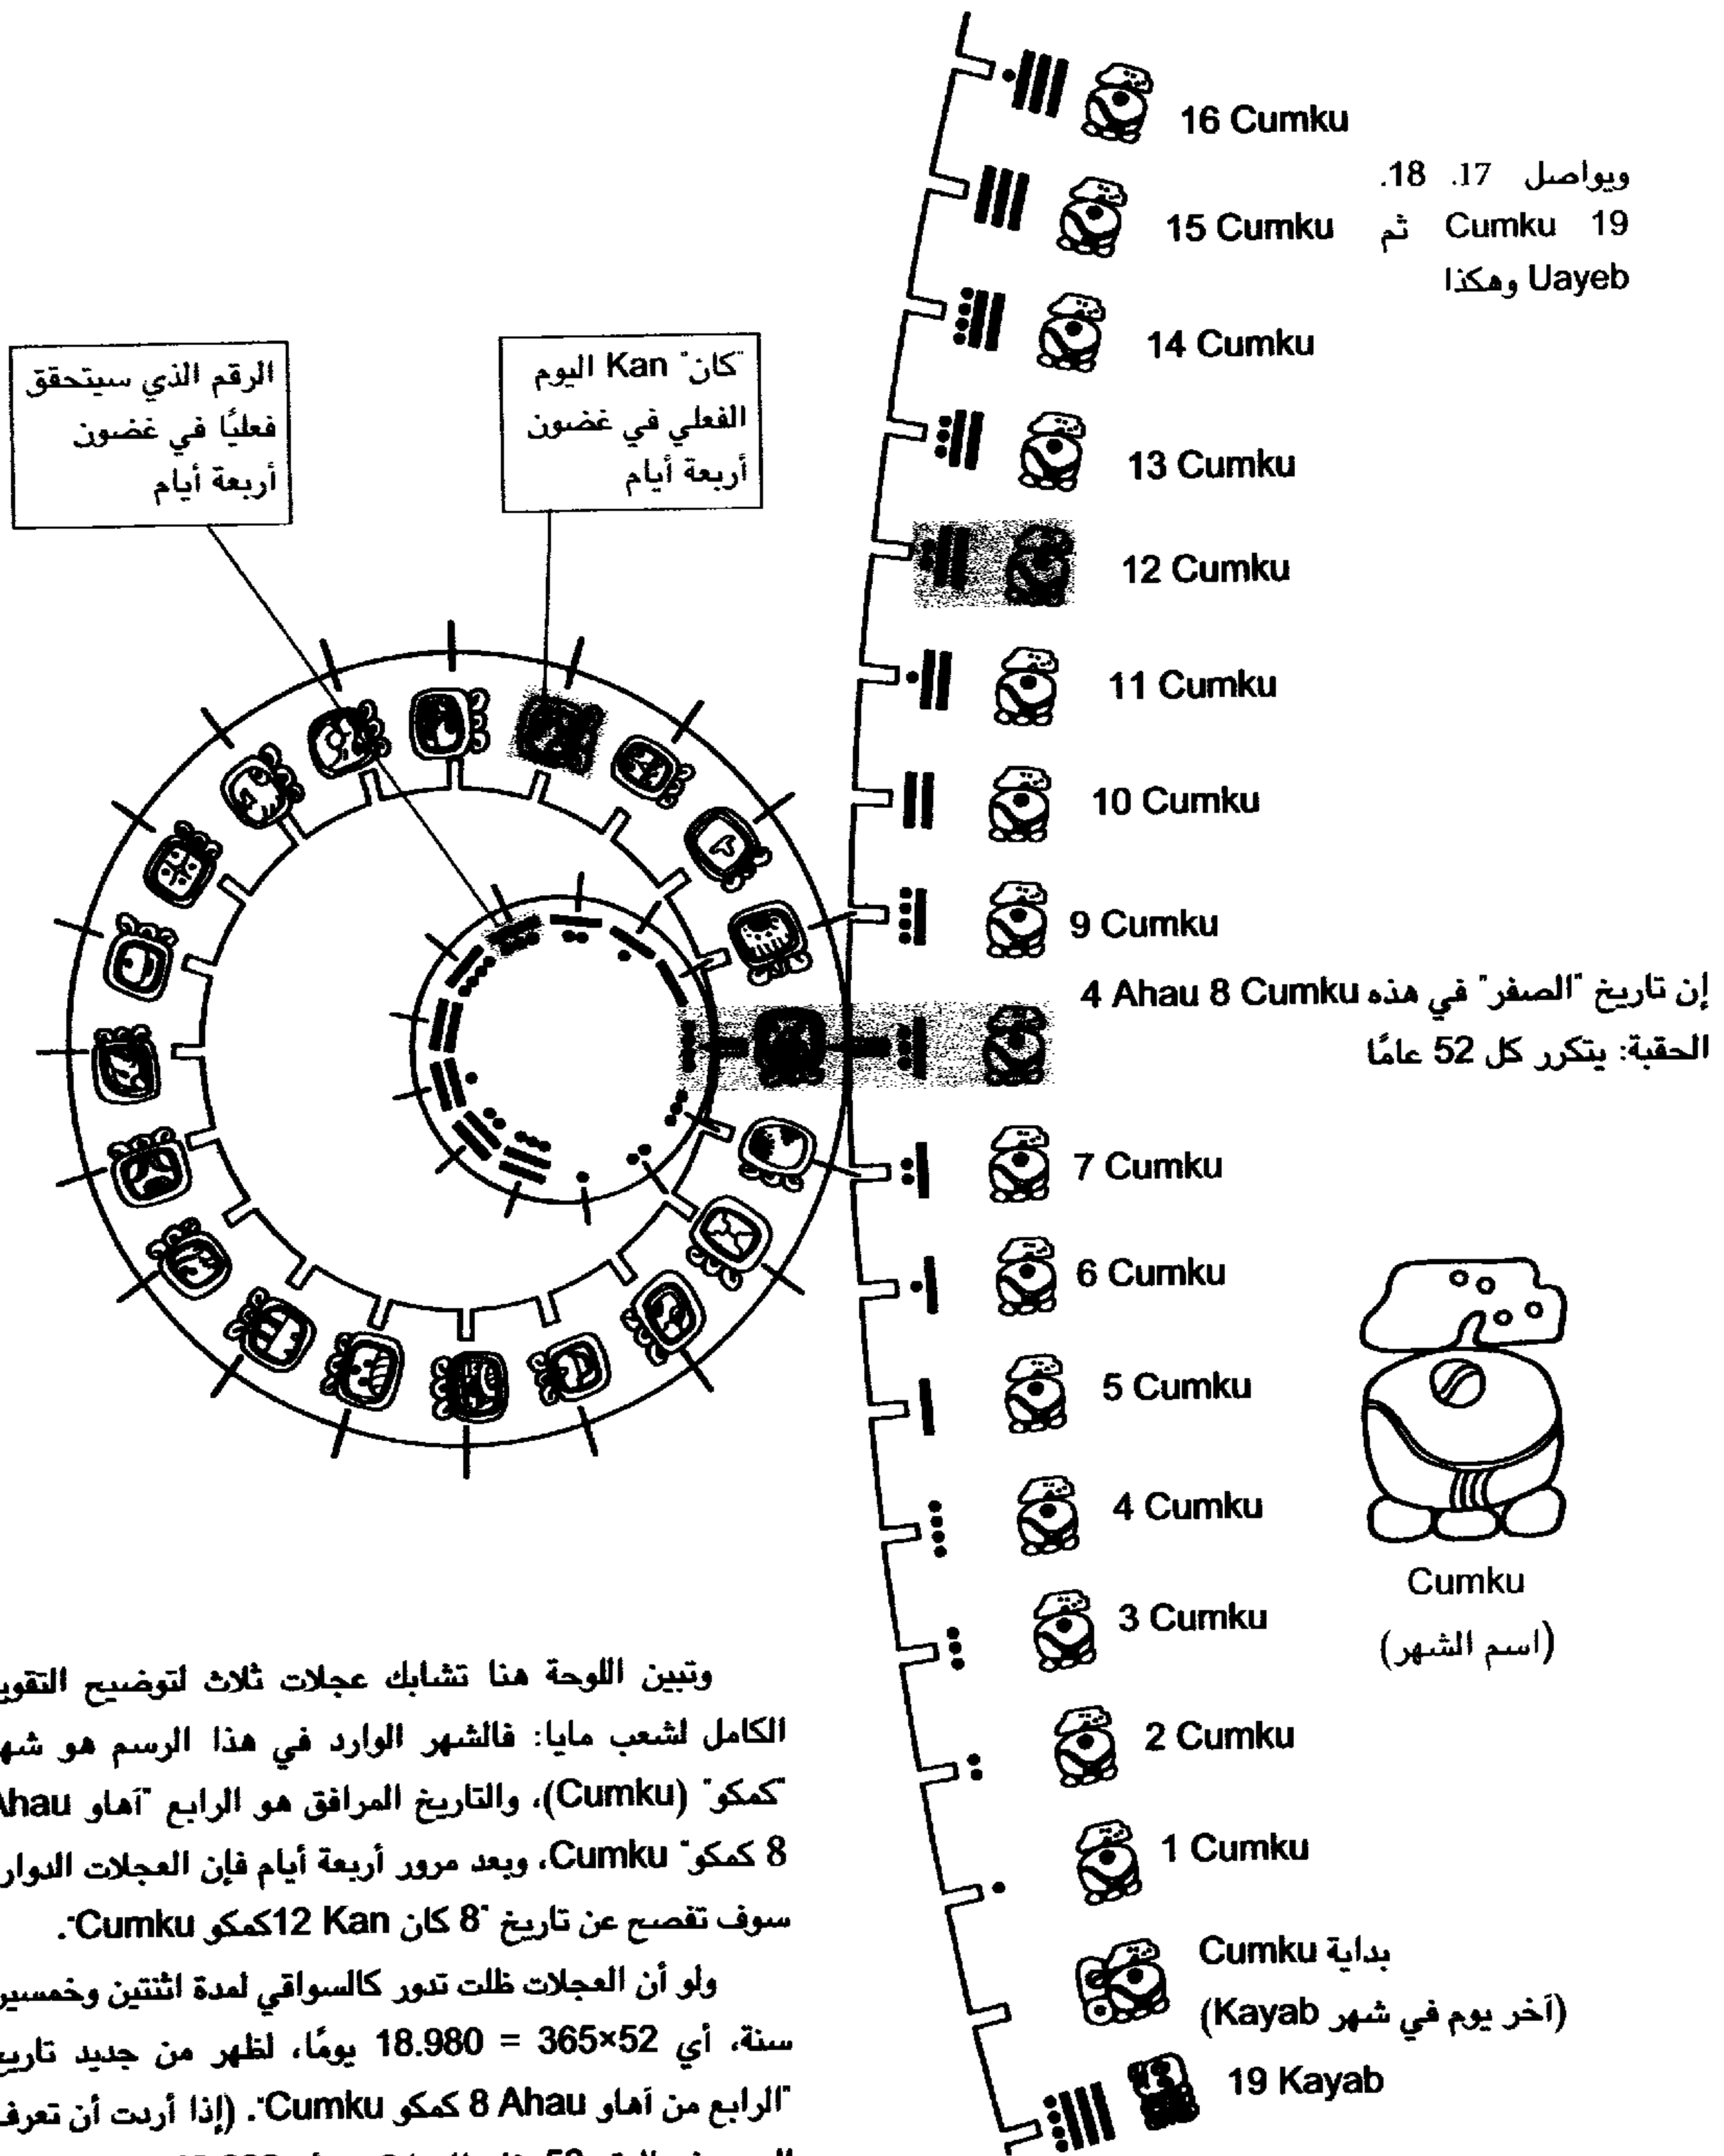 16 Cumku
ويواصل 17. 18.
19 Cumku ثم
Uayeb وهكذا
15 Cumku
14 Cumku
13 Cumku
12 Cumku
11 Cumku
10 Cumku
9 Cumku
4 Ahau 8 Cumku إن تاريخ "الصفر" في هذه
الحقبة: يتكرر كل 52 عامًا
7 Cumku
6 Cumku
5 Cumku
4 Cumku
3 Cumku
2 Cumku
1 Cumku
بداية Cumku
(آخر يوم في شهر Kayab)
19 Kayab
الرقم الذي سيتحقق
فعليًا في غضون
أربعة أيام
"كان" Kan اليوم
الفعلي في غضون
أربعة أيام
Cumku
(اسم الشهر)
وتبين اللوحة هنا تشابك عجلات ثلاث لتوضيح
الكامل لشعب مايا: فالشهر الوارد في هذا الرسم هو
"كمكو" (Cumku)، والتاريخ المرافق هو الرابع "آهاو
8 كمكو" Cumku، وبعد مرور أربعة أيام فإن العجلات
سوف تفصح عن تاريخ "8 كان Kan 12كمكو Cumku".
ولو أن العجلات ظلت تدور كالسواقي لمدة اثنتين
سنة، أي 52×365 = 18.980 يومًا، لظهر من جديد
"الرابع من آهاو Ahau 8 كمكو Cumku". (إذا أردت أن